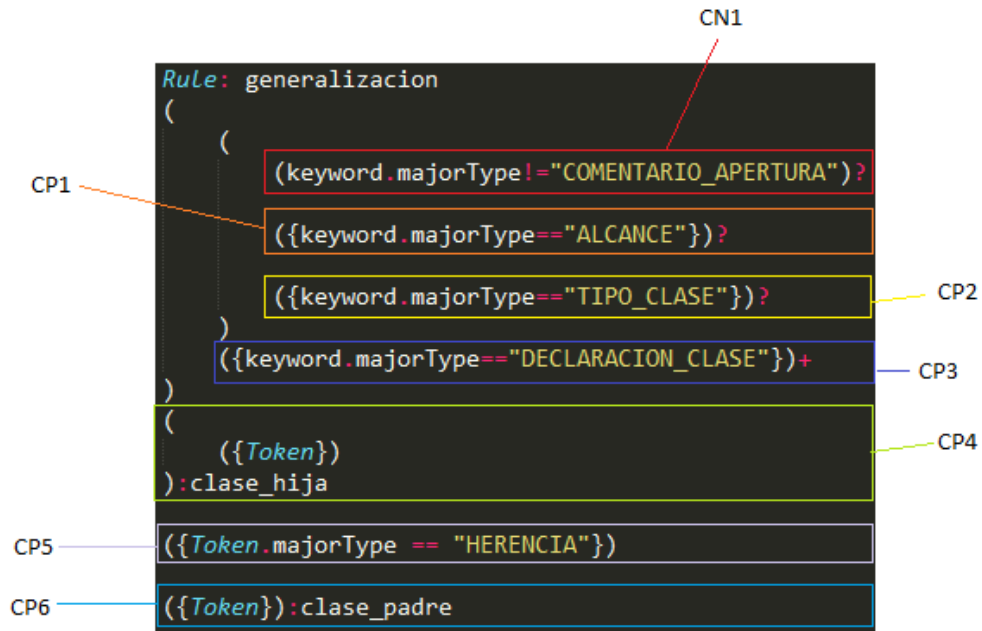 CN1
Rule: generalizacion
(
(
(keyword.majorType!="COMENTARIO_APERTURA")?
CP1
({keyword.majorType=="ALCANCE"})?
({keyword.majorType=="TIPO_CLASE"})?
CP2
)
({keyword.majorType=="DECLARACION_CLASE"})+
CP3
)
(
({Token})
CP4
):clase_hija
CP5
({Token.majorType == "HERENCIA"})
CP6
({Token}):clase_padre